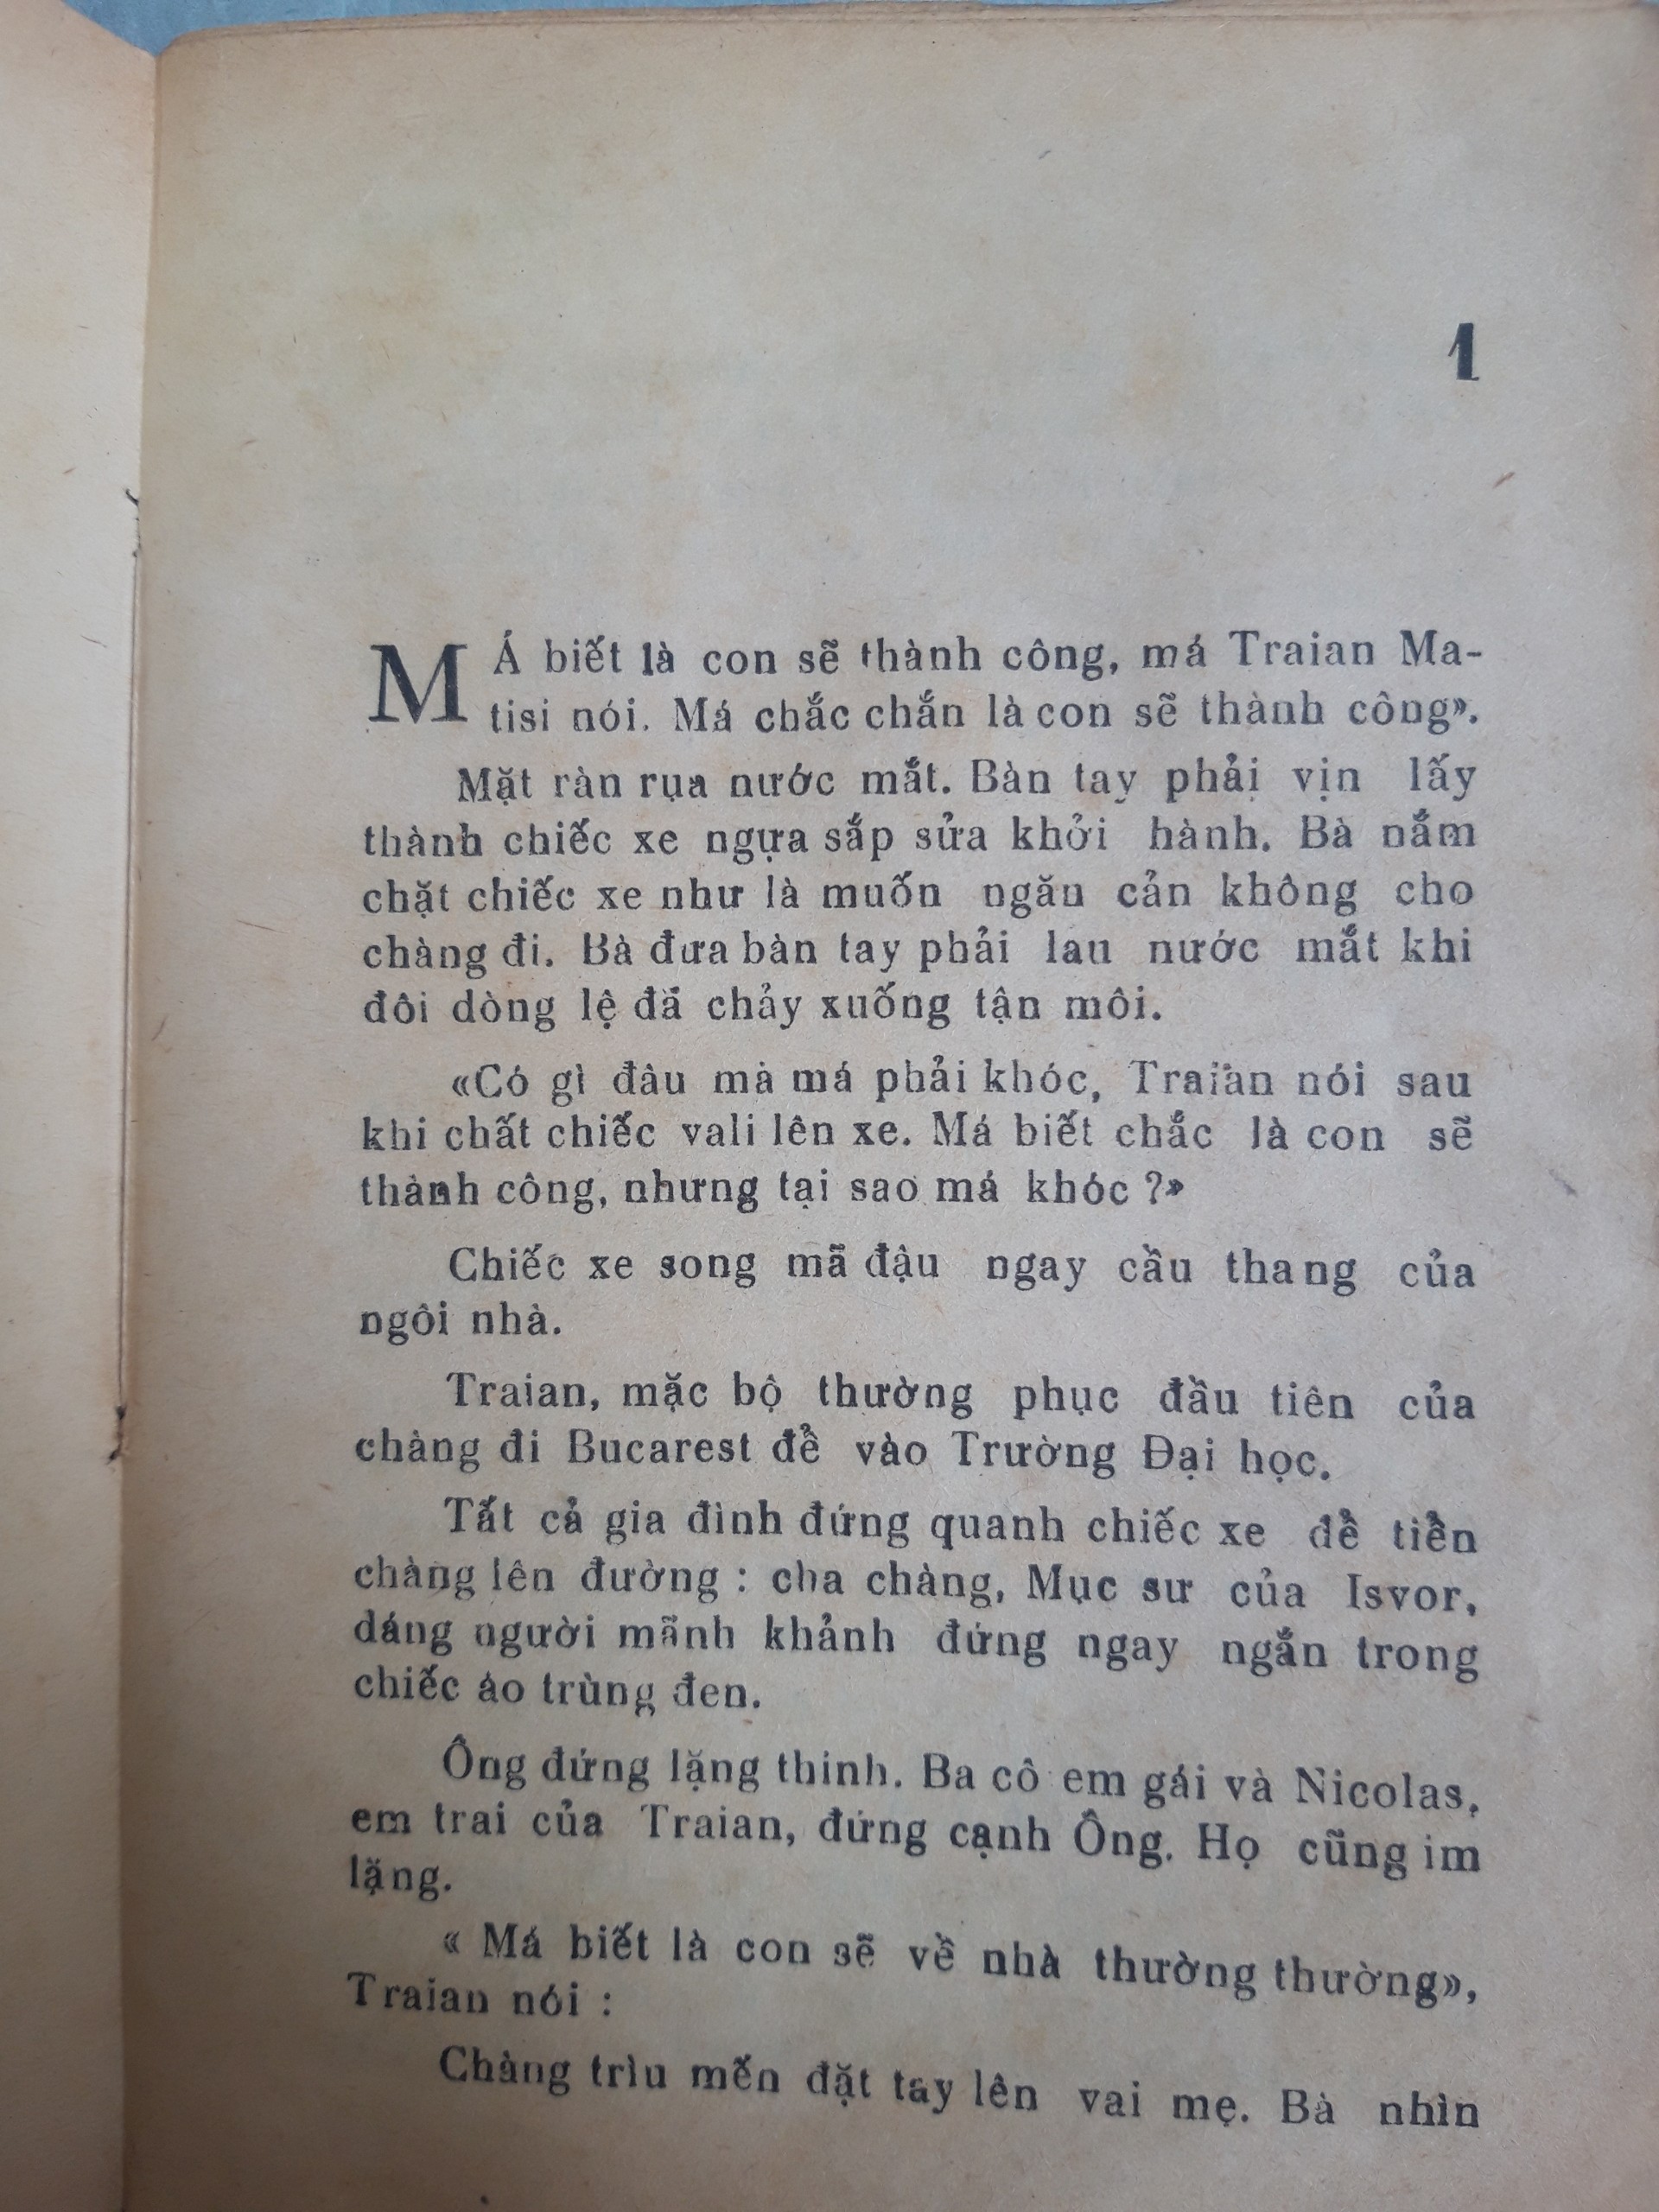 1
MÁ biết là con sẽ thành công, má Traian Ma-
tisi nói. Má chắc chắn là con sẽ thành công».
Mặt ràn rụa nước mắt. Bàn tay phải vịn lấy
thành chiếc xe ngựa sắp sửa khởi hành. Bà nắm
chặt chiếc xe như là muốn ngăn cản không cho
chàng đi. Bà đưa bàn tay phải lau nước mắt khi
đôi dòng lệ đã chảy xuống tận môi.
«Có gì đâu mà má phải khóc, Traian nói sau
khi chất chiếc vali lên xe. Má biết chắc là con sẽ
thành công, nhưng tại sao má khóc ?»
Chiếc xe song mã đậu ngay cầu thang của
ngôi nhà.
Traian, mặc bộ thường phục đầu tiên của
chàng đi Bucarest để vào Trường Đại học.
Tất cả gia đình đứng quanh chiếc xe để tiễn
chàng lên đường : cha chàng, Mục sư của Isvor,
dáng người mảnh khảnh đứng ngay ngắn trong
chiếc áo trùng đen.
Ông đứng lặng thinh. Ba cô em gái và Nicolas,
em trai của Traian, đứng cạnh Ông. Họ cũng im
lặng.
« Má biết là con sẽ về nhà thường thường»,
Traian nói :
Chàng trìu mến đặt tay lên vai mẹ. Bà nhìn